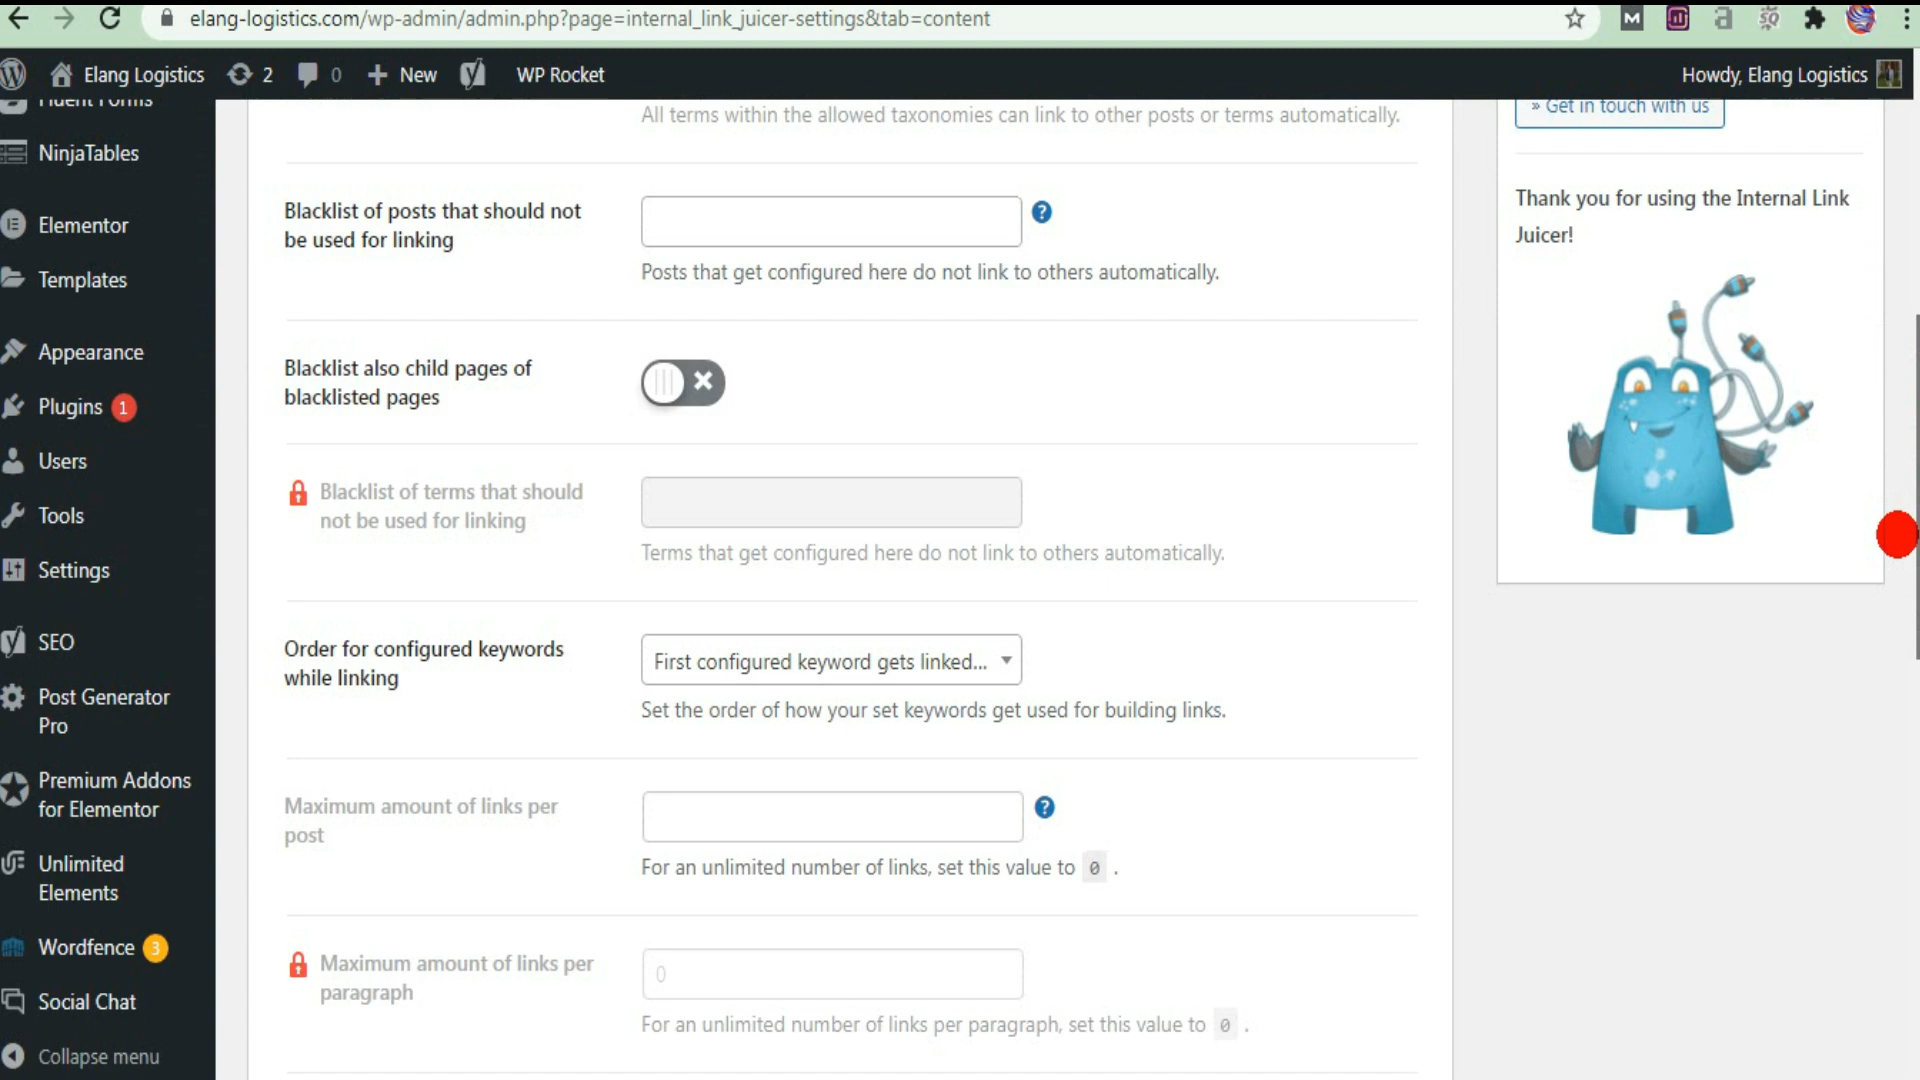 elang-logistics.com/wp-admin/admin.php?page=internal_link_juicer-settings&tab=content
Elang Logistics 2 0 New WP Rocket Howdy, Elang Logistics
Fluent Forms
NinjaTables
Elementor
Templates
Appearance
Plugins 1
Users
Tools
Settings
SEO
Post Generator
Pro
Premium Addons
for Elementor
Unlimited
Elements
Wordfence 3
Social Chat
Collapse menu
All terms within the allowed taxonomies can link to other posts or terms automatically.
Blacklist of posts that should not
be used for linking
Posts that get configured here do not link to others automatically.
Blacklist also child pages of
blacklisted pages
Blacklist of terms that should
not be used for linking
Terms that get configured here do not link to others automatically.
Order for configured keywords
while linking
First configured keyword gets linked...
Set the order of how your set keywords get used for building links.
Maximum amount of links per
post
For an unlimited number of links, set this value to 0 .
Maximum amount of links per
paragraph
0
For an unlimited number of links per paragraph, set this value to 0 .
» Get in touch with us
Thank you for using the Internal Link
Juicer!